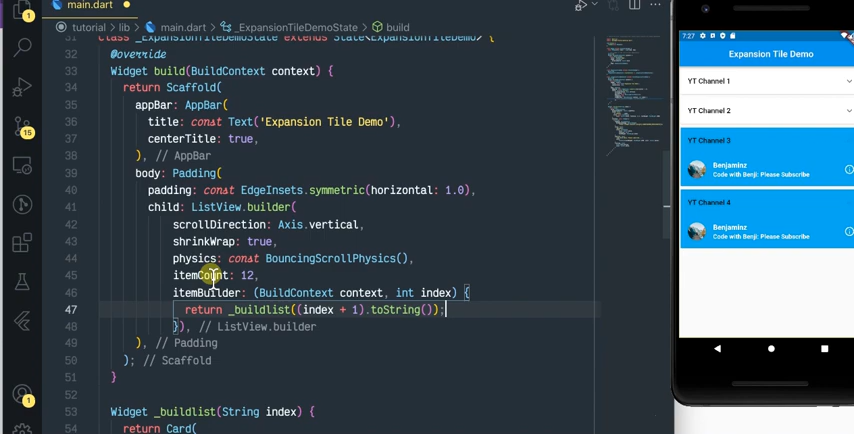 main.dart
1
tutorial > lib > main.dart > _ExpansionTileDemoState > build
class _ExpansionTileDemoState extends State<ExpansionTileDemo> {
32 @override
33 Widget build(BuildContext context) {
34 return Scaffold(
35 appBar: AppBar(
36 title: const Text('Expansion Tile Demo'),
37 centerTitle: true,
38 ), // AppBar
39 body: Padding(
40 padding: const EdgeInsets.symmetric(horizontal: 1.0),
41 child: ListView.builder(
42 scrollDirection: Axis.vertical,
43 shrinkWrap: true,
44 physics: const BouncingScrollPhysics(),
45 itemCount: 12,
46 itemBuilder: (BuildContext context, int index) {
47 return _buildlist((index + 1).toString());
48 }), // ListView.builder
49 ), // Padding
50 ); // Scaffold
51 }
52
53 Widget _buildlist(String index) {
54 return Card(
15
1
7:27
Expansion Tile Demo
YT Channel 1
YT Channel 2
YT Channel 3
Benjaminz
Code with Benji: Please Subscribe
YT Channel 4
Benjaminz
Code with Benji: Please Subscribe